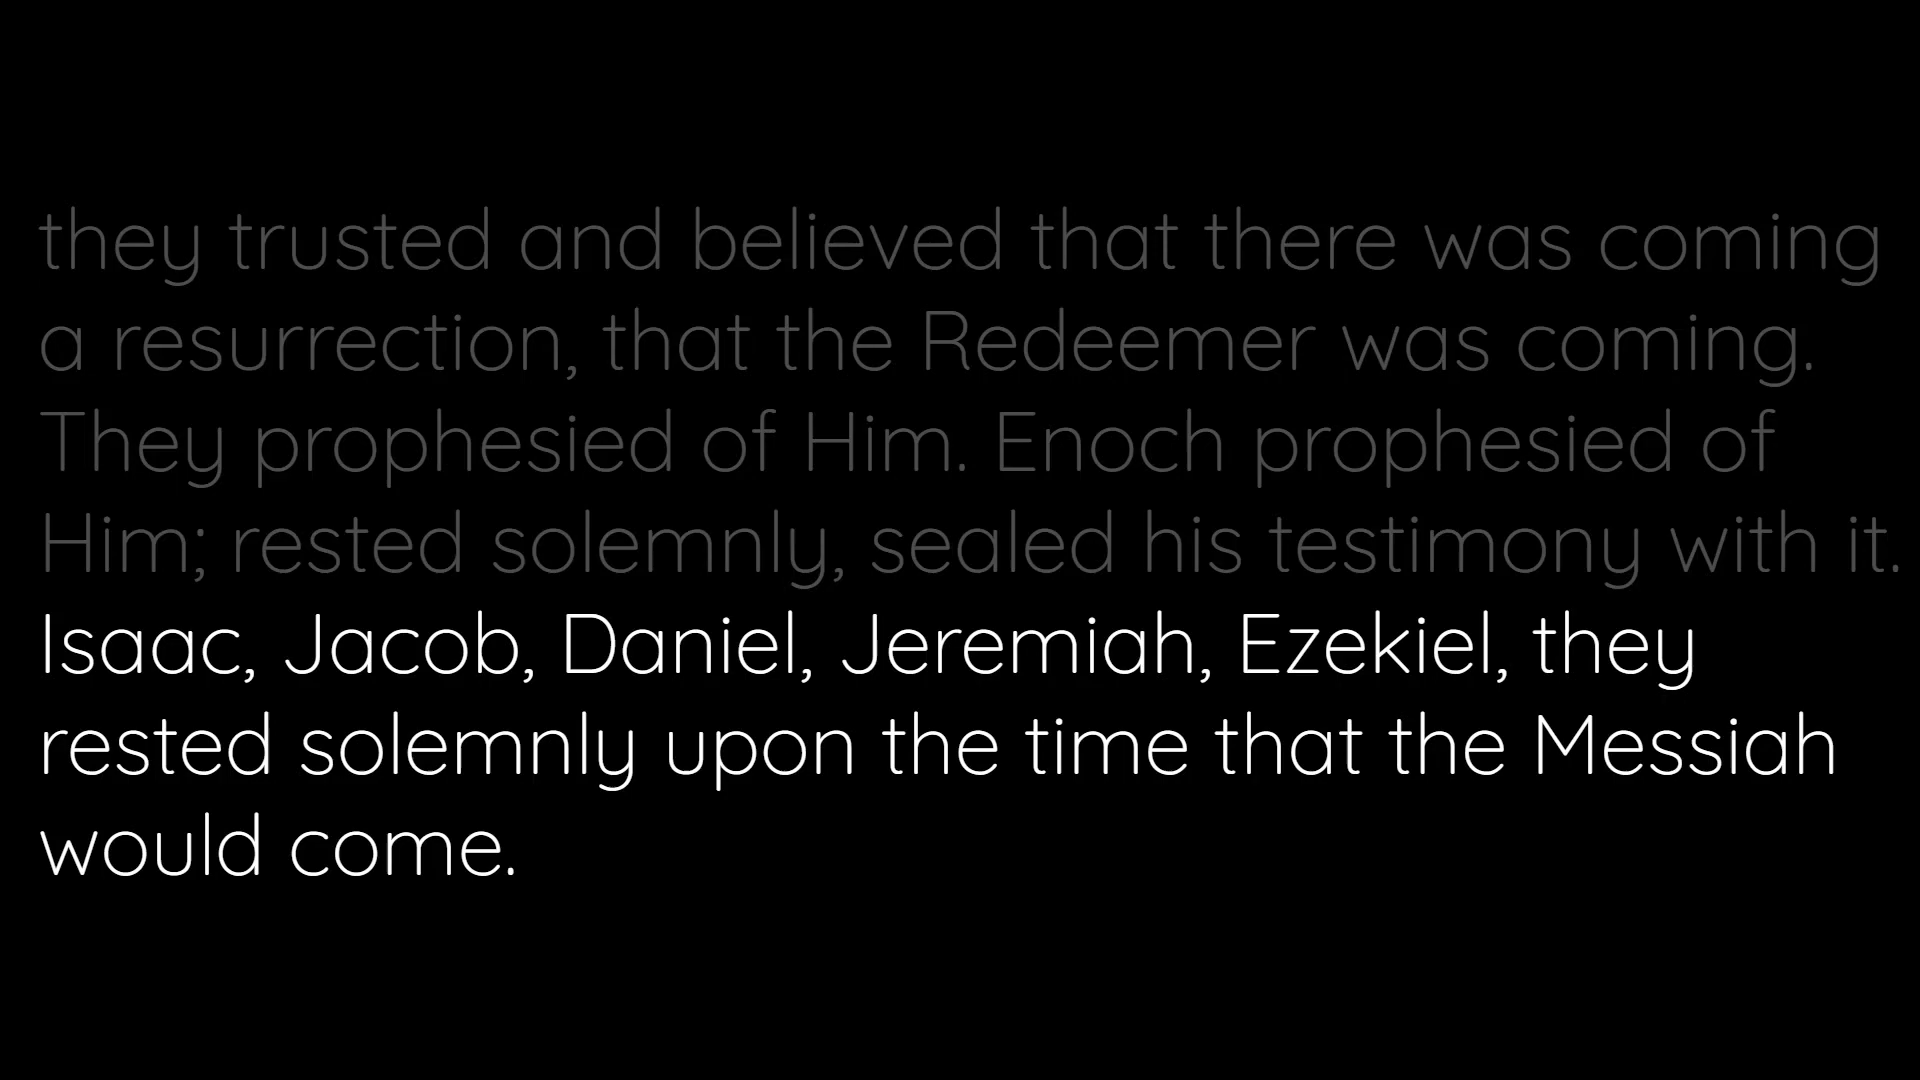 they trusted and believed that there was coming
a resurrection, that the Redeemer was coming.
They prophesied of Him. Enoch prophesied of
Him; rested solemnly, sealed his testimony with it.
Isaac, Jacob, Daniel, Jeremiah, Ezekiel, they
rested solemnly upon the time that the Messiah
would come.